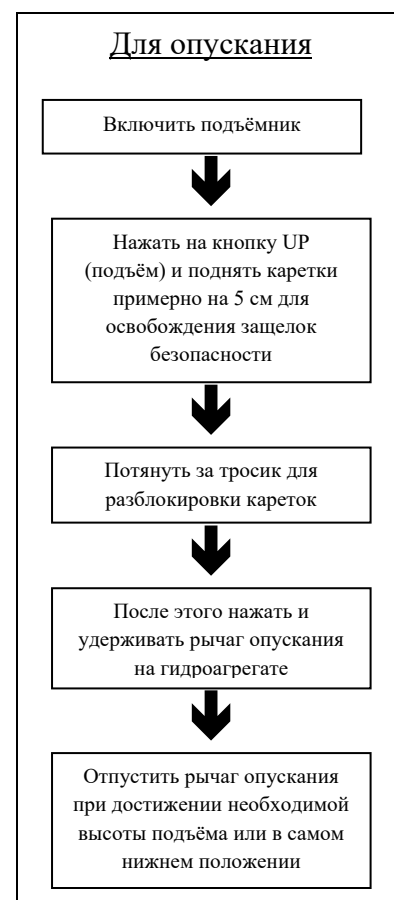 Для опускания
Включить подъёмник
Нажать на кнопку UP
(подъём) и поднять каретки
примерно на 5 см для
освобождения защелок
безопасности
Потянуть за тросик для
разблокировки кареток
После этого нажать и
удерживать рычаг опускания
на гидроагрегате
Отпустить рычаг опускания
при достижении необходимой
высоты подъёма или в самом
нижнем положении